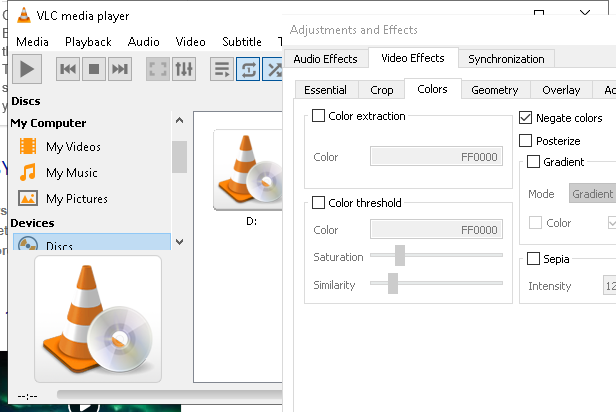 VLC media player
Media Playback Audio Video Subtitle
Discs
My Computer
My Videos
My Music
My Pictures
Devices
Discs
D:
--:--
Adjustments and Effects
Audio Effects Video Effects Synchronization
Essential Crop Colors Geometry Overlay
Color extraction
Color FF0000
Color threshold
Color FF0000
Saturation
Similarity
Negate colors
Posterize
Gradient
Mode Gradient
Color
Sepia
Intensity 12